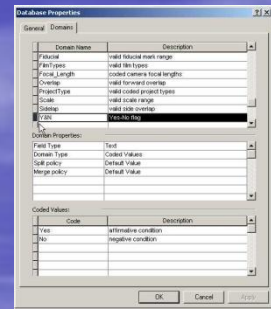 Database Properties
General Domains
Domain Name Description
Fiducial valid fiducial mark range
FilmTypes valid film types
Focal_Length coded camera focal lengths
Overlap valid forward overlap
ProjectType valid coded project types
Scale valid scale range
Sidelap valid side overlap
Y&N Yes-No flag
Domain Properties:
Field Type Text
Domain Type Coded Values
Split policy Default Value
Merge policy Default Value
Coded Values:
Code Description
Yes affirmative condition
No negative condition
OK Cancel Apply